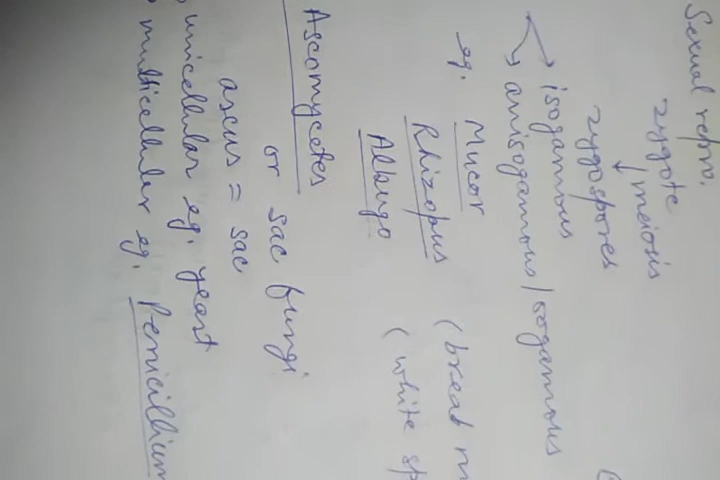 Sexual repro.
zygote
↓ meiosis
zygospores
isogamous
anisogamous / oogamous
eg. Mucor
Rhizopus (bread
Albugo (white
Ascomycetes or sac fungi
ascus = sac
unicellular eg. yeast
multicellular eg. Penicillium